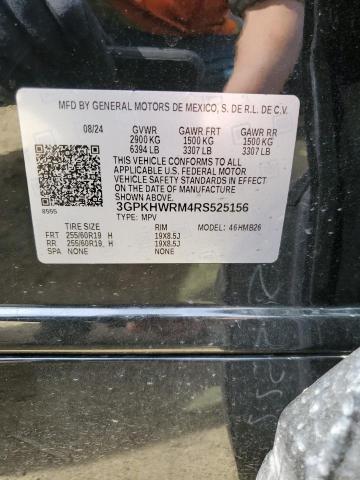 MFD BY GENERAL MOTORS DE MEXICO, S. DE R.L. DE C.V.
08/24 GVWR GAWR FRT GAWR RR
2900 KG 1500 KG 1500 KG
6394 LB 3307 LB 3307 LB
THIS VEHICLE CONFORMS TO ALL
APPLICABLE U.S. FEDERAL MOTOR
VEHICLE SAFETY STANDARDS IN
EFFECT ON THE DATE OF
MANUFACTURE SHOWN ABOVE.
3GPKHWRM4RS525156
8555 TYPE: MPV MODEL: 46HMB26
TIRE SIZE RIM
FRT 255/60R19 H 19X8.5J
RR 255/60R19 H 19X8.5J
SPA NONE NONE